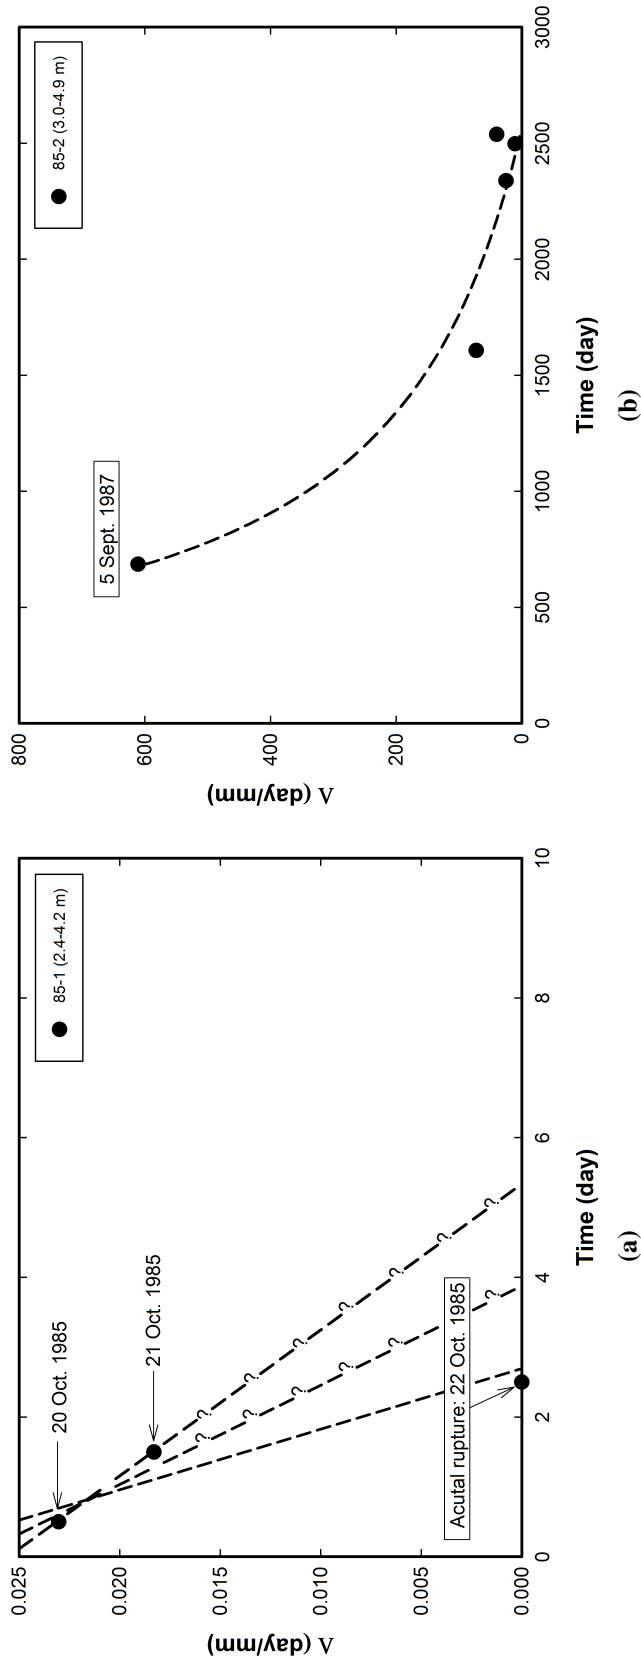 0.025
0.020
0.015
0.010
0.005
0.000
Λ (day/mm)
85-1 (2.4-4.2 m)
20 Oct. 1985
21 Oct. 1985
? ? ? ? ? ? ?
? ? ? ? ? ?
Acutal rupture: 22 Oct. 1985
0 2 4 6 8 10
Time (day)
(a)
800
600
400
200
0
Λ (day/mm)
85-2 (3.0-4.9 m)
5 Sept. 1987
0 500 1000 1500 2000 2500 3000
Time (day)
(b)